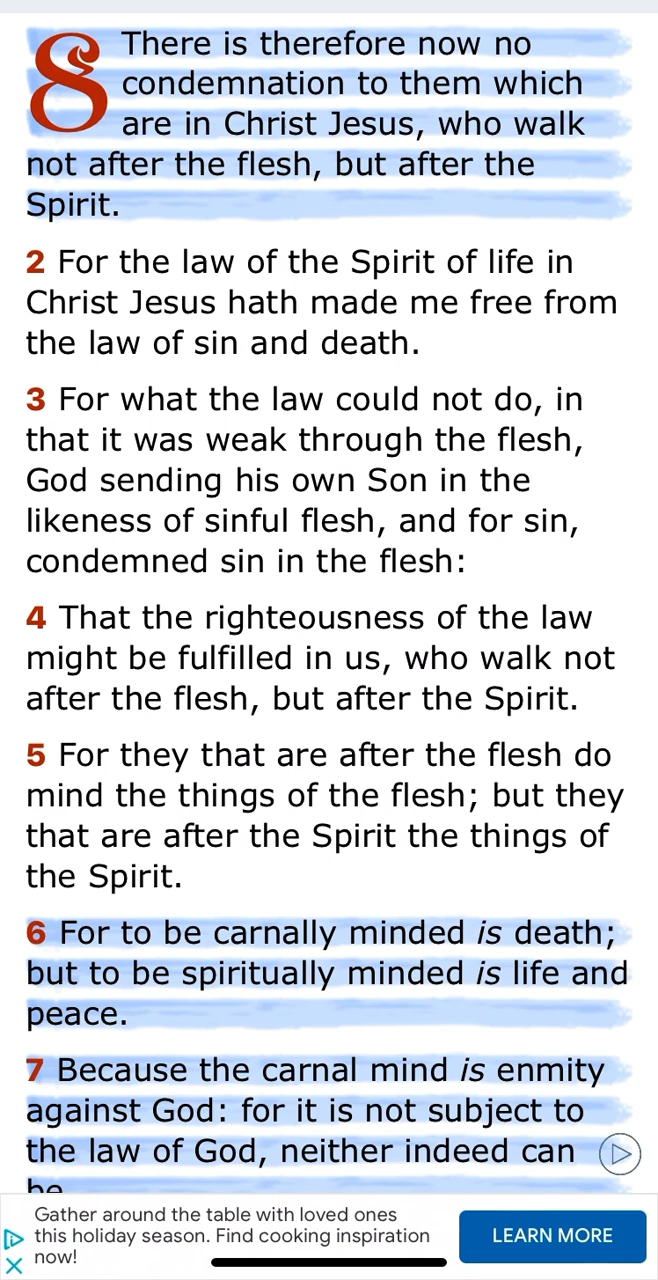 8 There is therefore now no
condemnation to them which
are in Christ Jesus, who walk
not after the flesh, but after the
Spirit.
2 For the law of the Spirit of life in
Christ Jesus hath made me free from
the law of sin and death.
3 For what the law could not do, in
that it was weak through the flesh,
God sending his own Son in the
likeness of sinful flesh, and for sin,
condemned sin in the flesh:
4 That the righteousness of the law
might be fulfilled in us, who walk not
after the flesh, but after the Spirit.
5 For they that are after the flesh do
mind the things of the flesh; but they
that are after the Spirit the things of
the Spirit.
6 For to be carnally minded is death;
but to be spiritually minded is life and
peace.
7 Because the carnal mind is enmity
against God: for it is not subject to
the law of God, neither indeed can
be
Gather around the table with loved ones
this holiday season. Find cooking inspiration
now!
LEARN MORE